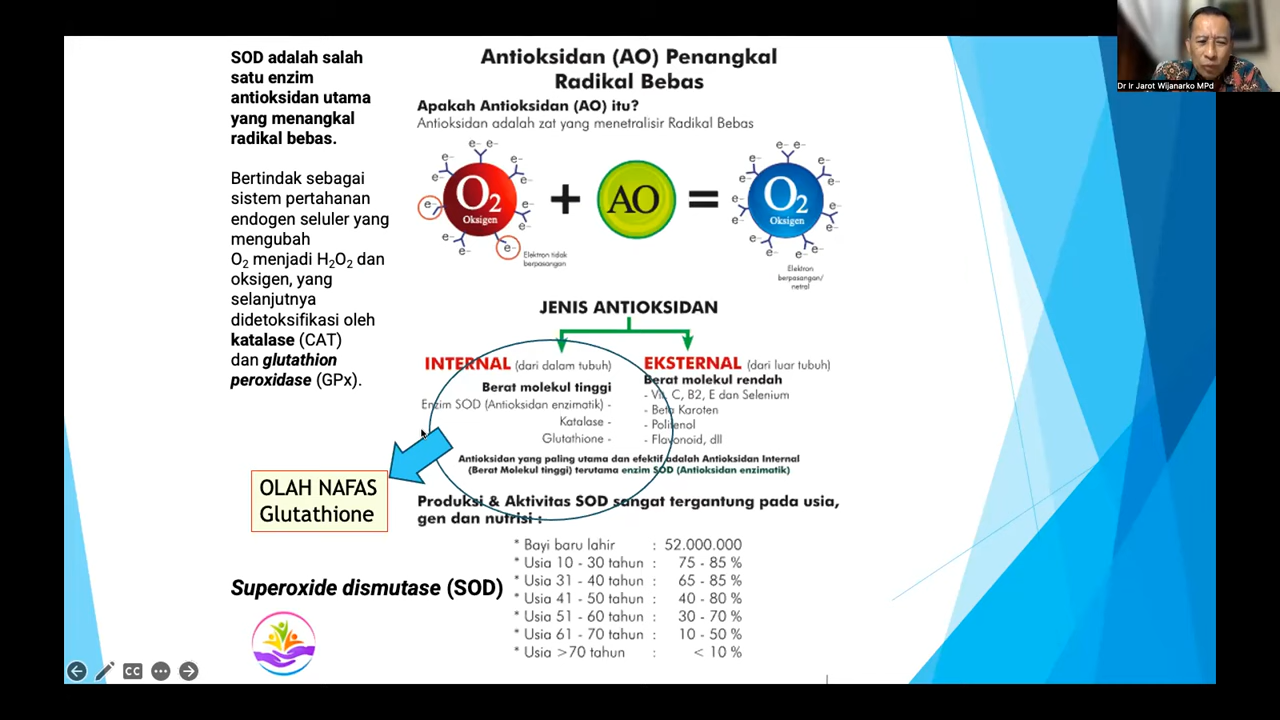 Dr Ir Jarot Wijanarko MPd
SOD adalah salah
satu enzim
antioksidan utama
yang menangkal
radikal bebas.
Bertindak sebagai
sistem pertahanan
endogen seluler yang
mengubah
O₂ menjadi H₂O₂ dan
oksigen, yang
selanjutnya
didetoksifikasi oleh
katalase (CAT)
dan glutathion
peroxidase (GPx).
OLAH NAFAS
Glutathione
Superoxide dismutase (SOD)
Antioksidan (AO) Penangkal
Radikal Bebas
Apakah Antioksidan (AO) itu?
Antioksidan adalah zat yang menetralisir Radikal Bebas
e– e– e– e– e– e– e– e– e– e–
O₂
Oksigen
Elektron tidak
berpasangan
+
AO
=
e– e– e– e– e– e– e– e– e– e– e–
O₂
Oksigen
Elektron
berpasangan/
netral
JENIS ANTIOKSIDAN
INTERNAL (dari dalam tubuh)
Berat molekul tinggi
Enzim SOD (Antioksidan enzimatik) -
Katalase -
Glutathione -
EKSTERNAL (dari luar tubuh)
Berat molekul rendah
- Vit. C, B2, E dan Selenium
- Beta Karoten
- Polifenol
- Flavonoid, dll
Antioksidan yang paling utama dan efektif adalah Antioksidan Internal
(Berat Molekul tinggi) terutama enzim SOD (Antioksidan enzimatik)
Produksi & Aktivitas SOD sangat tergantung pada usia,
gen dan nutrisi :
* Bayi baru lahir : 52.000.000
* Usia 10 - 30 tahun : 75 - 85 %
* Usia 31 - 40 tahun : 65 - 85 %
* Usia 41 - 50 tahun : 40 - 80 %
* Usia 51 - 60 tahun : 30 - 70 %
* Usia 61 - 70 tahun : 10 - 50 %
* Usia >70 tahun : < 10 %
CC